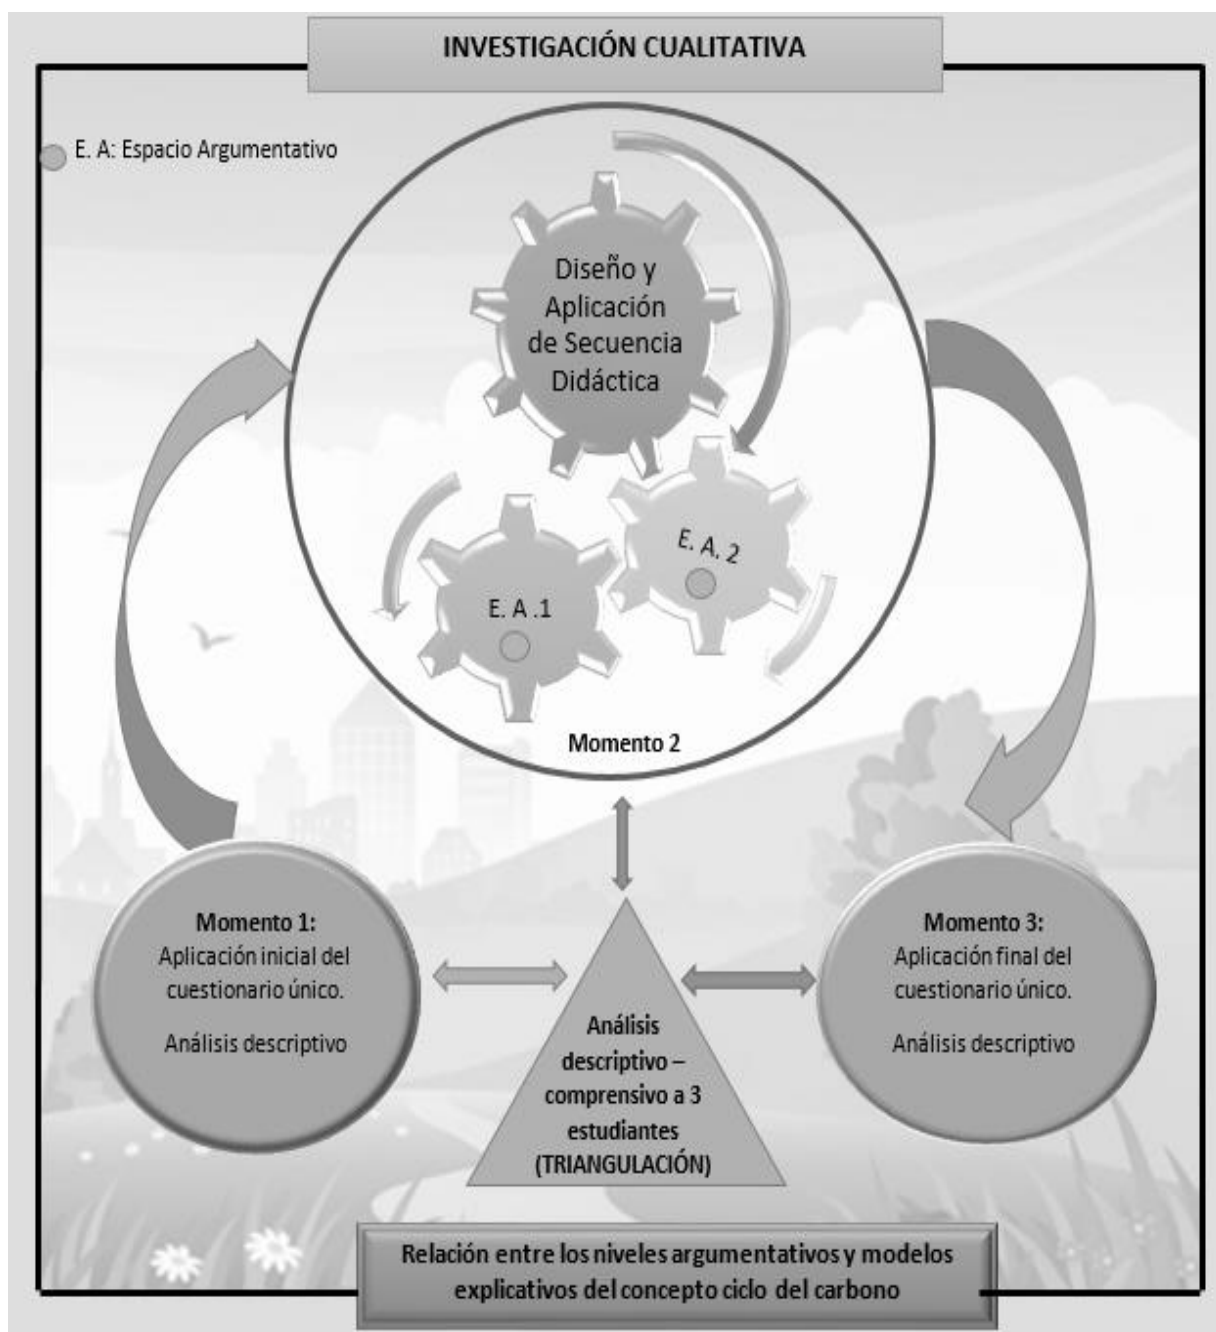 INVESTIGACIÓN CUALITATIVA
E. A: Espacio Argumentativo
Diseño y
Aplicación
de Secuencia
Didáctica
E. A. 2
E. A .1
Momento 2
Momento 1:
Aplicación inicial del
cuestionario único.
Análisis descriptivo
Momento 3:
Aplicación final del
cuestionario único.
Análisis descriptivo
Análisis
descriptivo –
comprensivo a 3
estudiantes
(TRIANGULACIÓN)
Relación entre los niveles argumentativos y modelos
explicativos del concepto ciclo del carbono